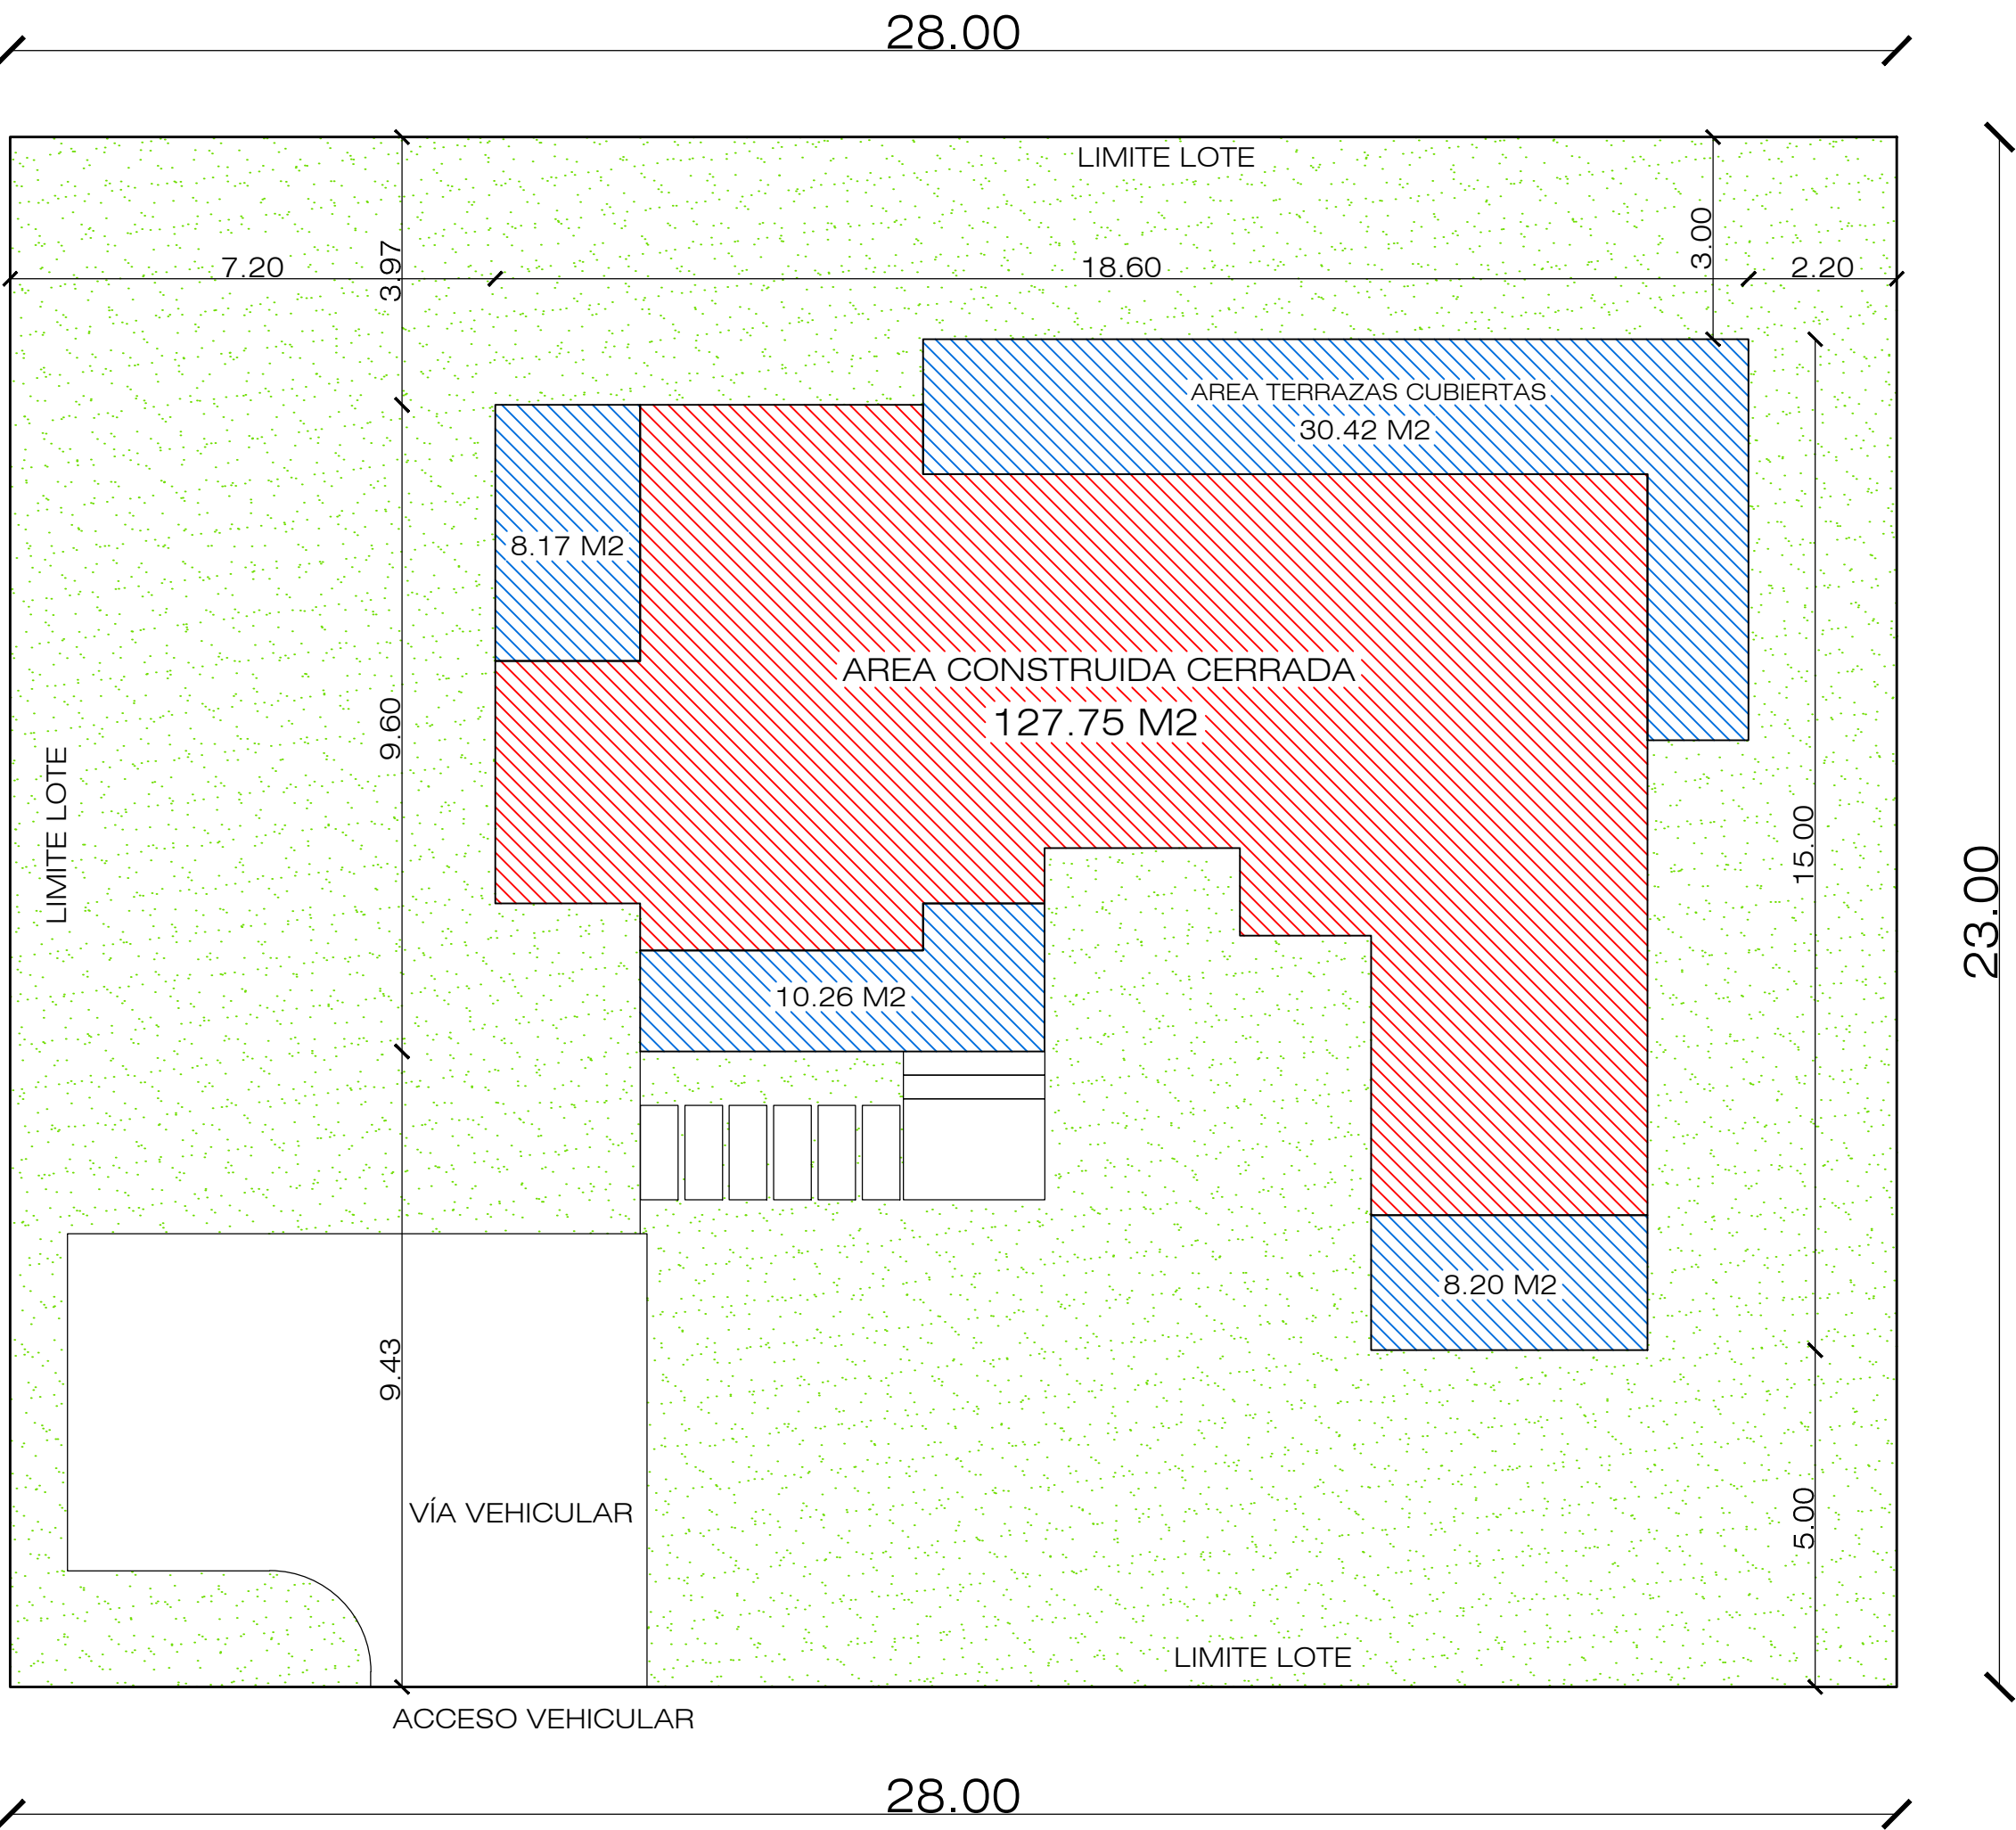 28.00
LIMITE LOTE
3.00
3.97
7.20
18.60
2.20
AREA TERRAZAS CUBIERTAS
30.42 M2
8.17 M2
AREA CONSTRUIDA CERRADA
127.75 M2
9.60
LIMITE LOTE
15.00
23.00
10.26 M2
8.20 M2
9.43
VÍA VEHICULAR
5.00
LIMITE LOTE
ACCESO VEHICULAR
28.00